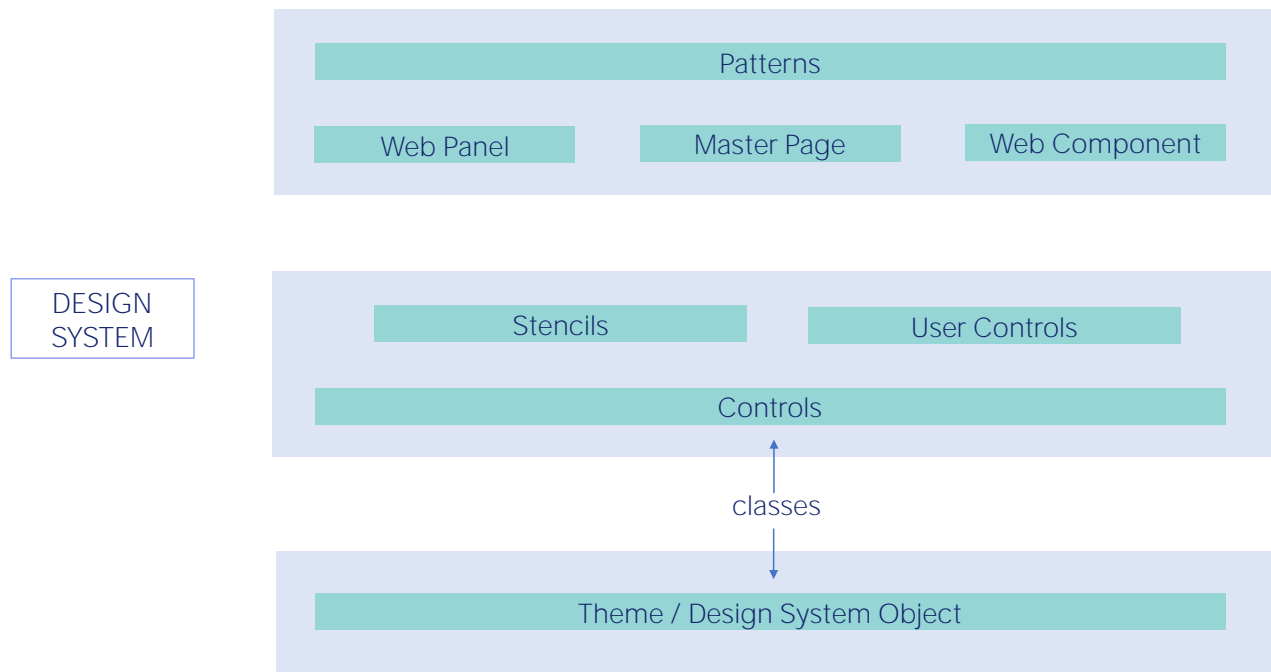 Patterns
Web Panel
Master Page
Web Component
DESIGN
SYSTEM
Stencils
User Controls
Controls
classes
Theme / Design System Object